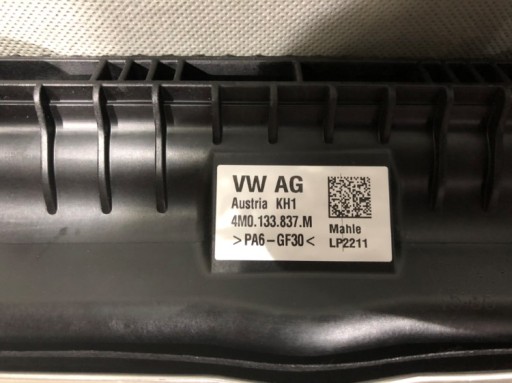 VW AG
Austria KH1
4M0.133.837.M
>PA6-GF30<
Mahle
LP2211